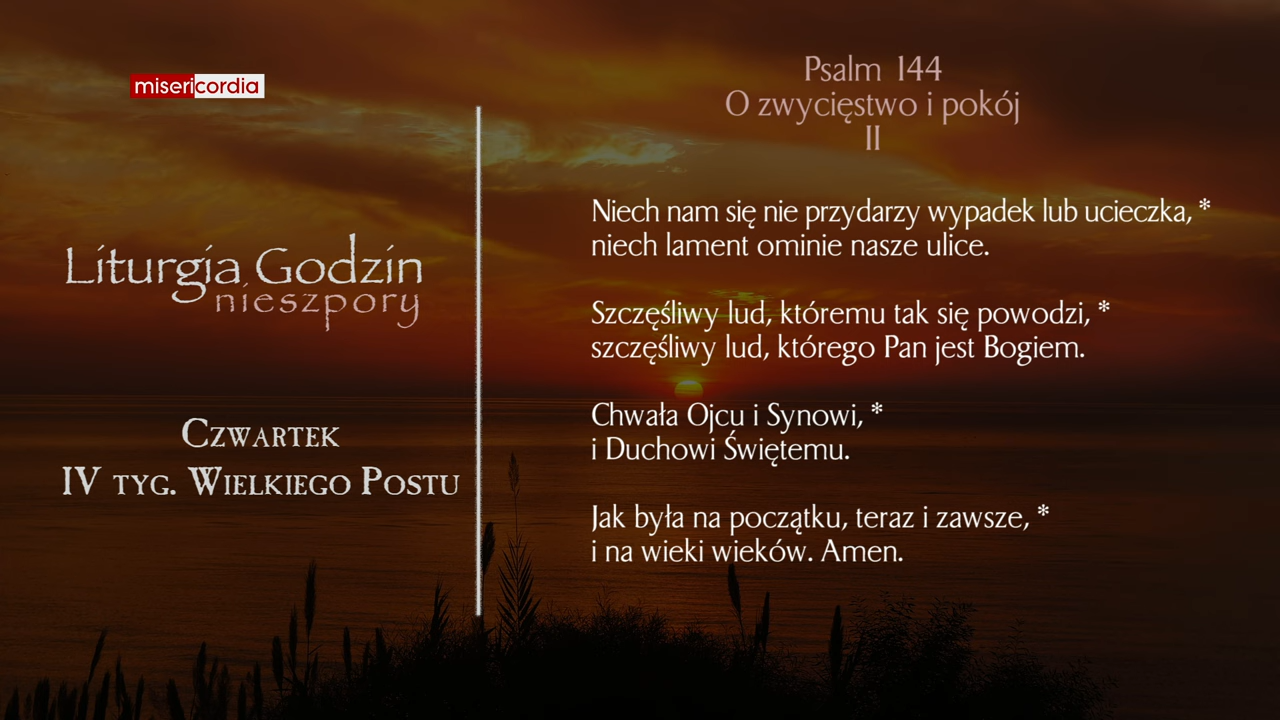 misericordia
Liturgia Godzin
nieszpory
Czwartek
IV tyg. Wielkiego Postu
Psalm 144
O zwycięstwo i pokój
II
Niech nam się nie przydarzy wypadek lub ucieczka, *
niech lament ominie nasze ulice.
Szczęśliwy lud, któremu tak się powodzi, *
szczęśliwy lud, którego Pan jest Bogiem.
Chwała Ojcu i Synowi, *
i Duchowi Świętemu.
Jak była na początku, teraz i zawsze, *
i na wieki wieków. Amen.